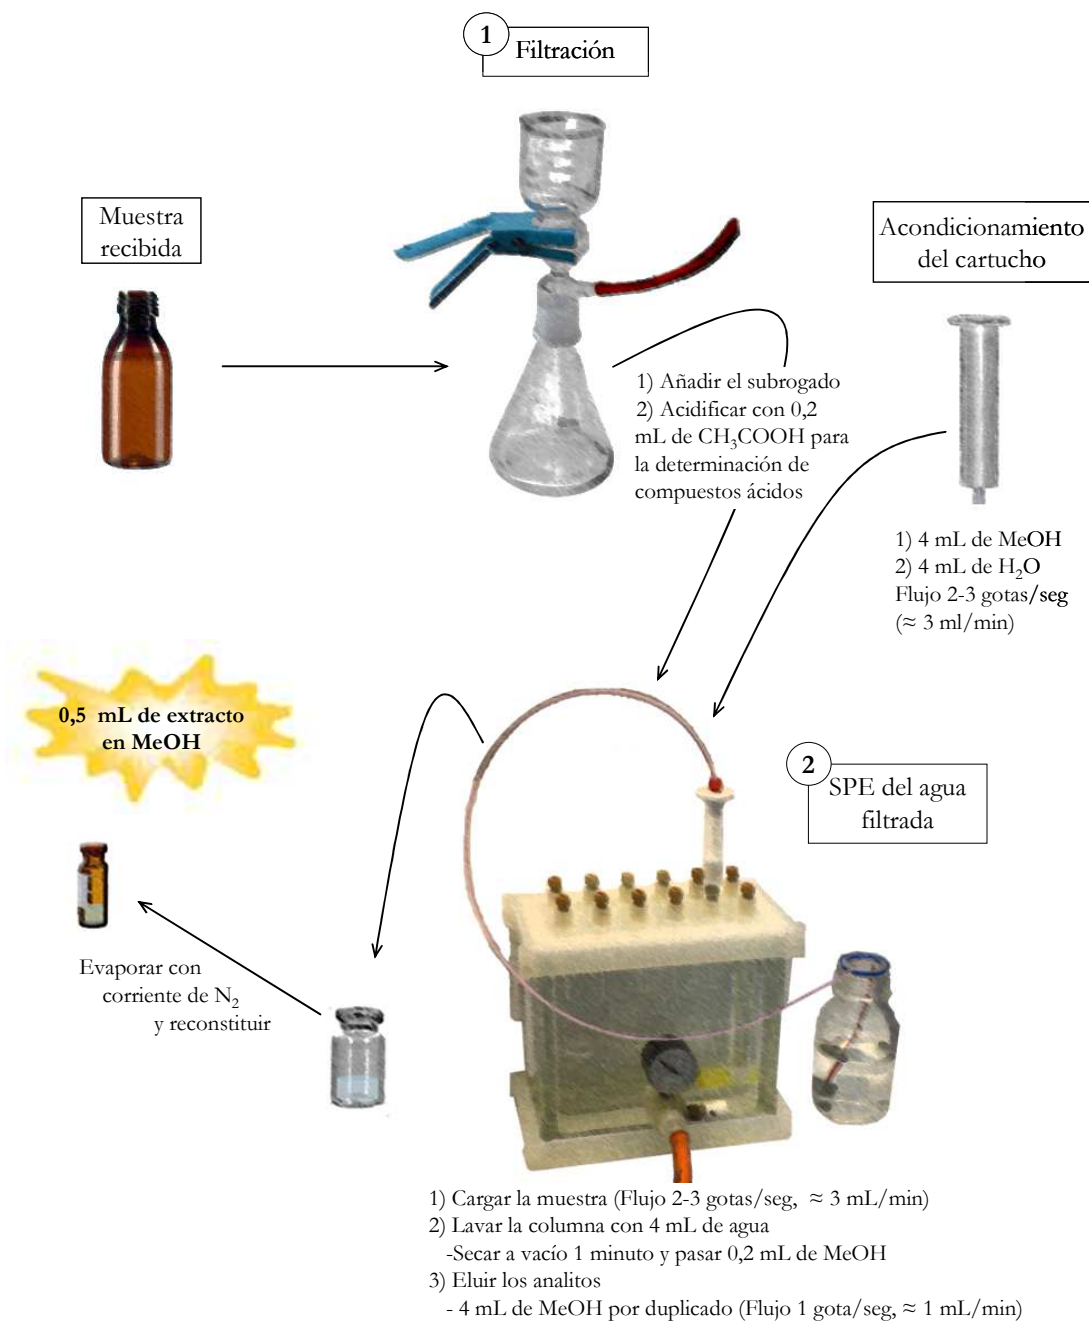 1
Filtración
Muestra
recibida
Acondicionamiento
del cartucho
1) Añadir el subrogado
2) Acidificar con 0,2
mL de CH₃COOH para
la determinación de
compuestos ácidos
1) 4 mL de MeOH
2) 4 mL de H₂O
Flujo 2-3 gotas/seg
(≈ 3 ml/min)
0,5 mL de extracto
en MeOH
2
SPE del agua
filtrada
Evaporar con
corriente de N₂
y reconstituir
1) Cargar la muestra (Flujo 2-3 gotas/seg, ≈ 3 mL/min)
2) Lavar la columna con 4 mL de agua
-Secar a vacío 1 minuto y pasar 0,2 mL de MeOH
3) Eluir los analitos
- 4 mL de MeOH por duplicado (Flujo 1 gota/seg, ≈ 1 mL/min)